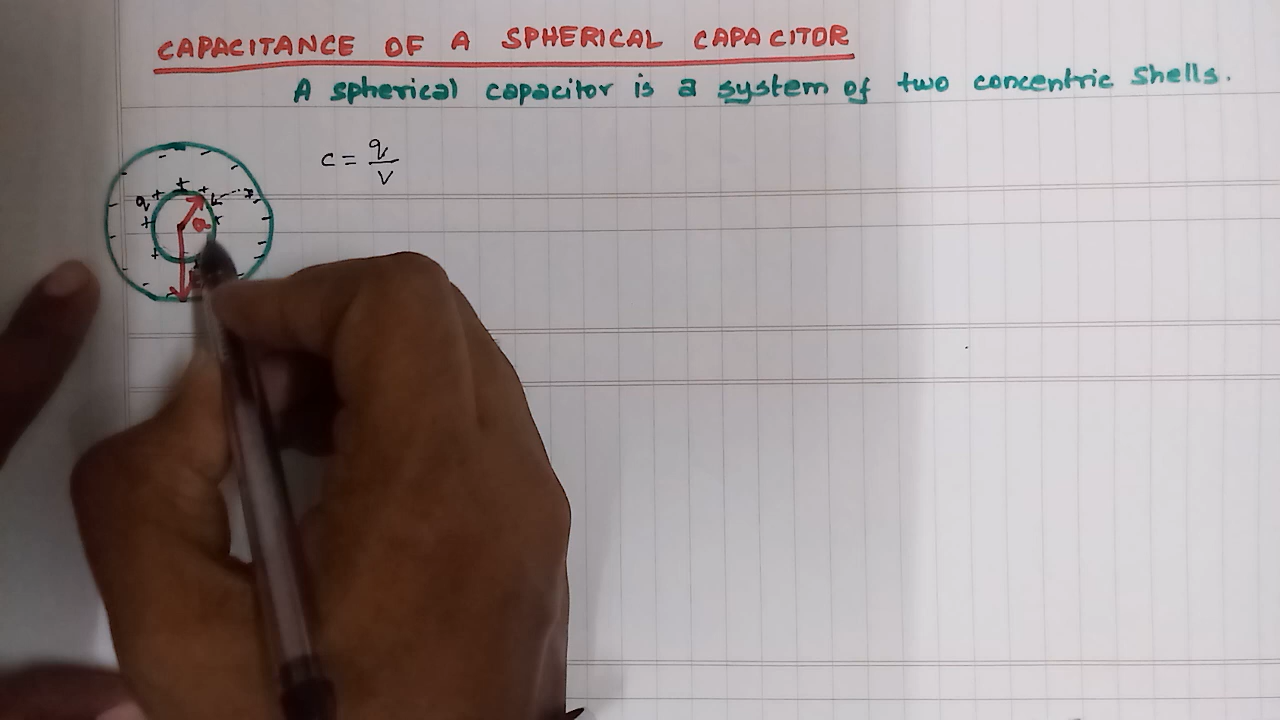 CAPACITANCE OF A SPHERICAL CAPACITOR
A spherical capacitor is a system of two concentric shells.
C = q/V
q
a